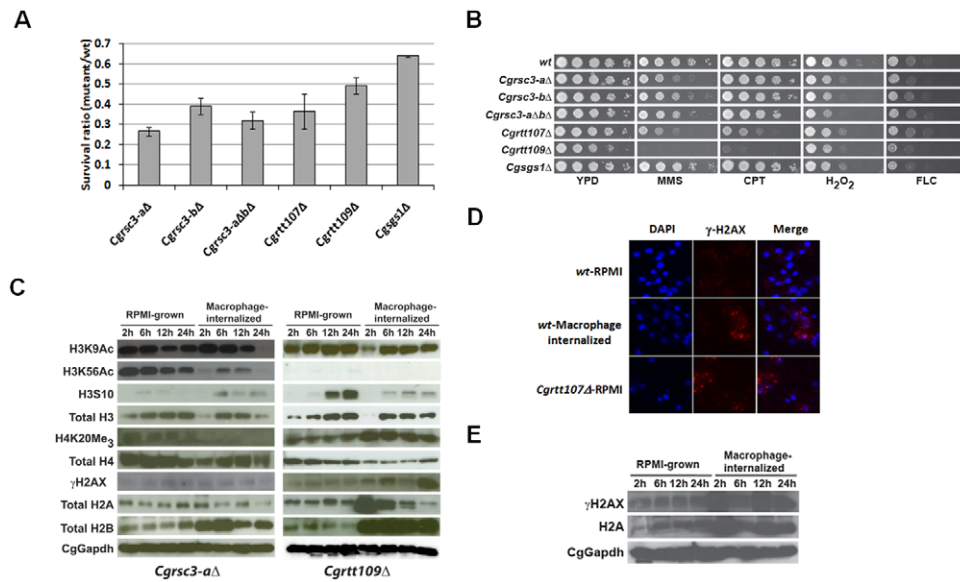 A
Survival ratio (mutant/wt)
0.7
0.6
0.5
0.4
0.3
0.2
0.1
0
Cgrsc3-aΔ
Cgrsc3-bΔ
Cgrsc3-aΔbΔ
Cgrtt107Δ
Cgrtt109Δ
Cgsgs1Δ
B
wt
Cgrsc3-aΔ
Cgrsc3-bΔ
Cgrsc3-aΔbΔ
Cgrtt107Δ
Cgrtt109Δ
Cgsgs1Δ
YPD MMS CPT H₂O₂ FLC
C
RPMI-grown
Macrophage-
internalized
RPMI-grown
Macrophage-
internalized
2h 6h 12h 24h 2h 6h 12h 24h
2h 6h 12h 24h 2h 6h 12h 24h
H3K9Ac
H3K56Ac
H3S10
Total H3
H4K20Me₃
Total H4
γH2AX
Total H2A
Total H2B
CgGapdh
Cgrsc3-aΔ
Cgrtt109Δ
D
DAPI γ-H2AX Merge
wt-RPMI
wt-Macrophage
internalized
Cgrtt107Δ-RPMI
E
RPMI-grown
Macrophage-
internalized
2h 6h 12h 24h 2h 6h 12h 24h
γH2AX
H2A
CgGapdh